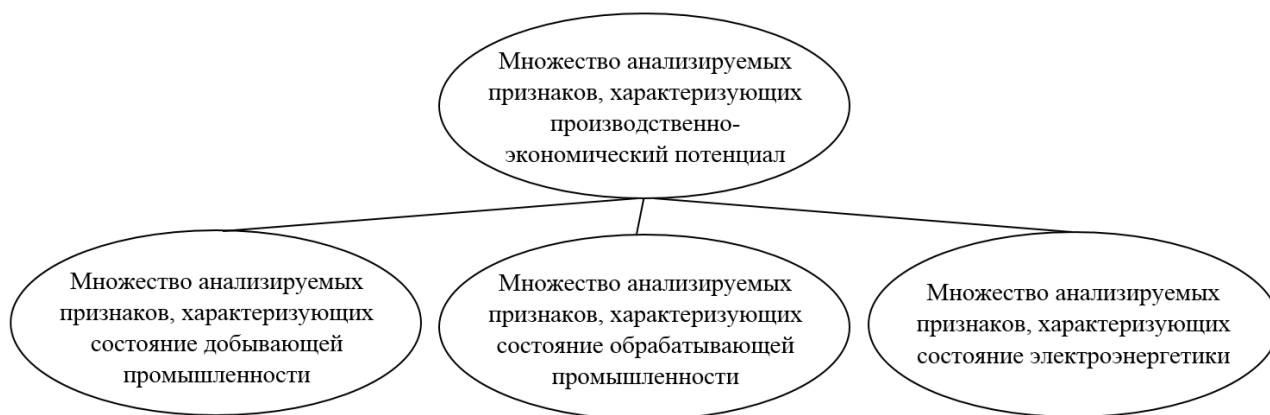 Множество анализируемых
признаков, характеризующих
производственно-
экономический потенциал
Множество анализируемых
признаков, характеризующих
состояние добывающей
промышленности
Множество анализируемых
признаков, характеризующих
состояние обрабатывающей
промышленности
Множество анализируемых
признаков, характеризующих
состояние электроэнергетики